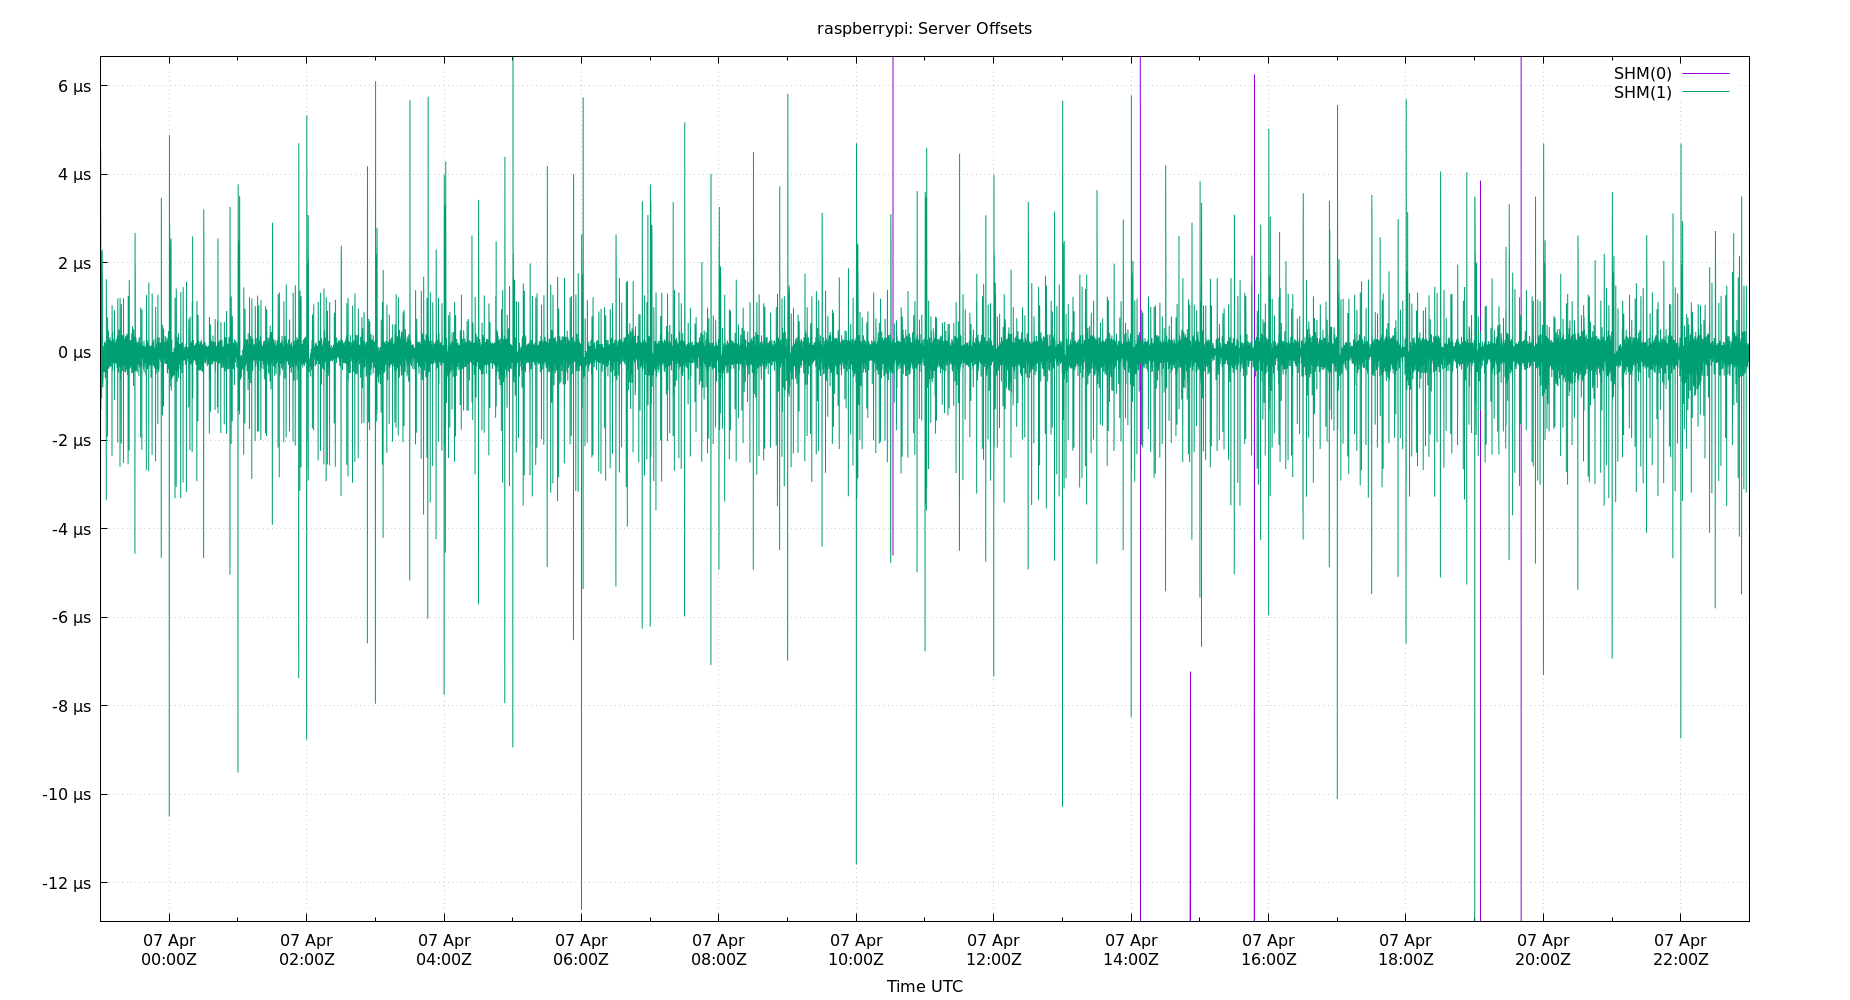 raspberrypi: Server Offsets
SHM(0)
SHM(1)
6 µs
4 µs
2 µs
0 µs
-2 µs
-4 µs
-6 µs
-8 µs
-10 µs
-12 µs
07 Apr 07 Apr 07 Apr 07 Apr 07 Apr 07 Apr 07 Apr 07 Apr 07 Apr 07 Apr 07 Apr 07 Apr
00:00Z 02:00Z 04:00Z 06:00Z 08:00Z 10:00Z 12:00Z 14:00Z 16:00Z 18:00Z 20:00Z 22:00Z
Time UTC